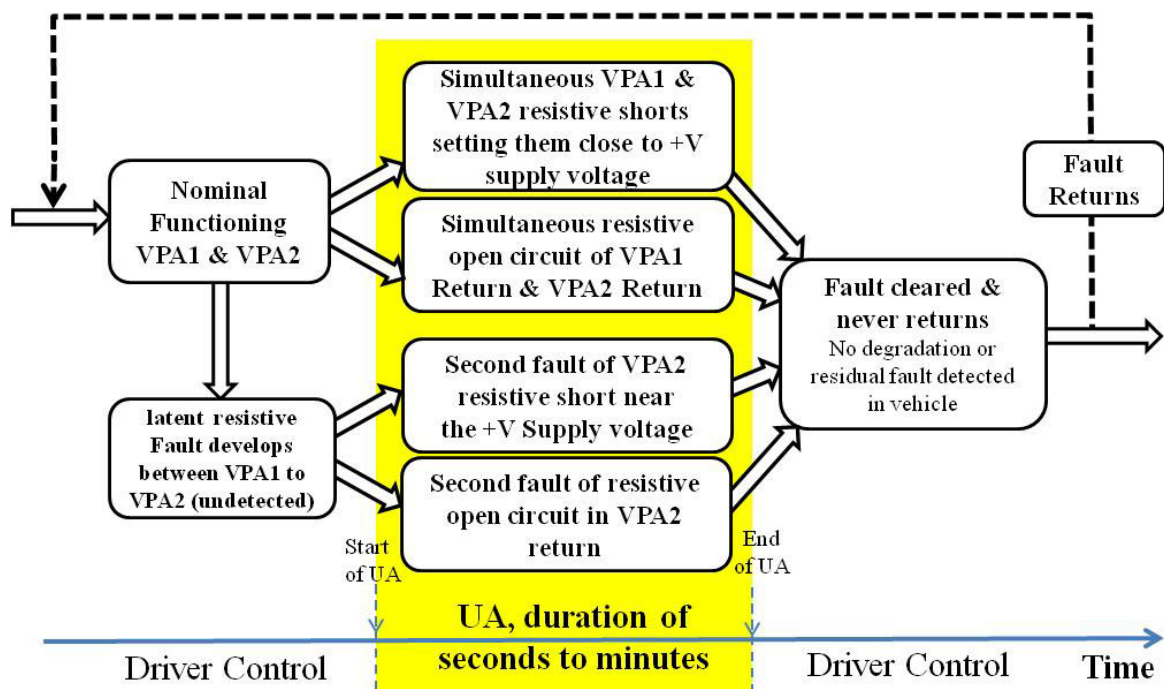 Simultaneous VPA1 &
VPA2 resistive shorts
setting them close to +V
supply voltage
Fault
Returns
Nominal
Functioning
VPA1 & VPA2
Simultaneous resistive
open circuit of VPA1
Return & VPA2 Return
Fault cleared &
never returns
No degradation or
residual fault detected
in vehicle
latent resistive
Fault develops
between VPA1 to
VPA2 (undetected)
Second fault of VPA2
resistive short near
the +V Supply voltage
Second fault of resistive
open circuit in VPA2
return
Start
of UA
End
of UA
UA, duration of
seconds to minutes
Driver Control
Driver Control
Time